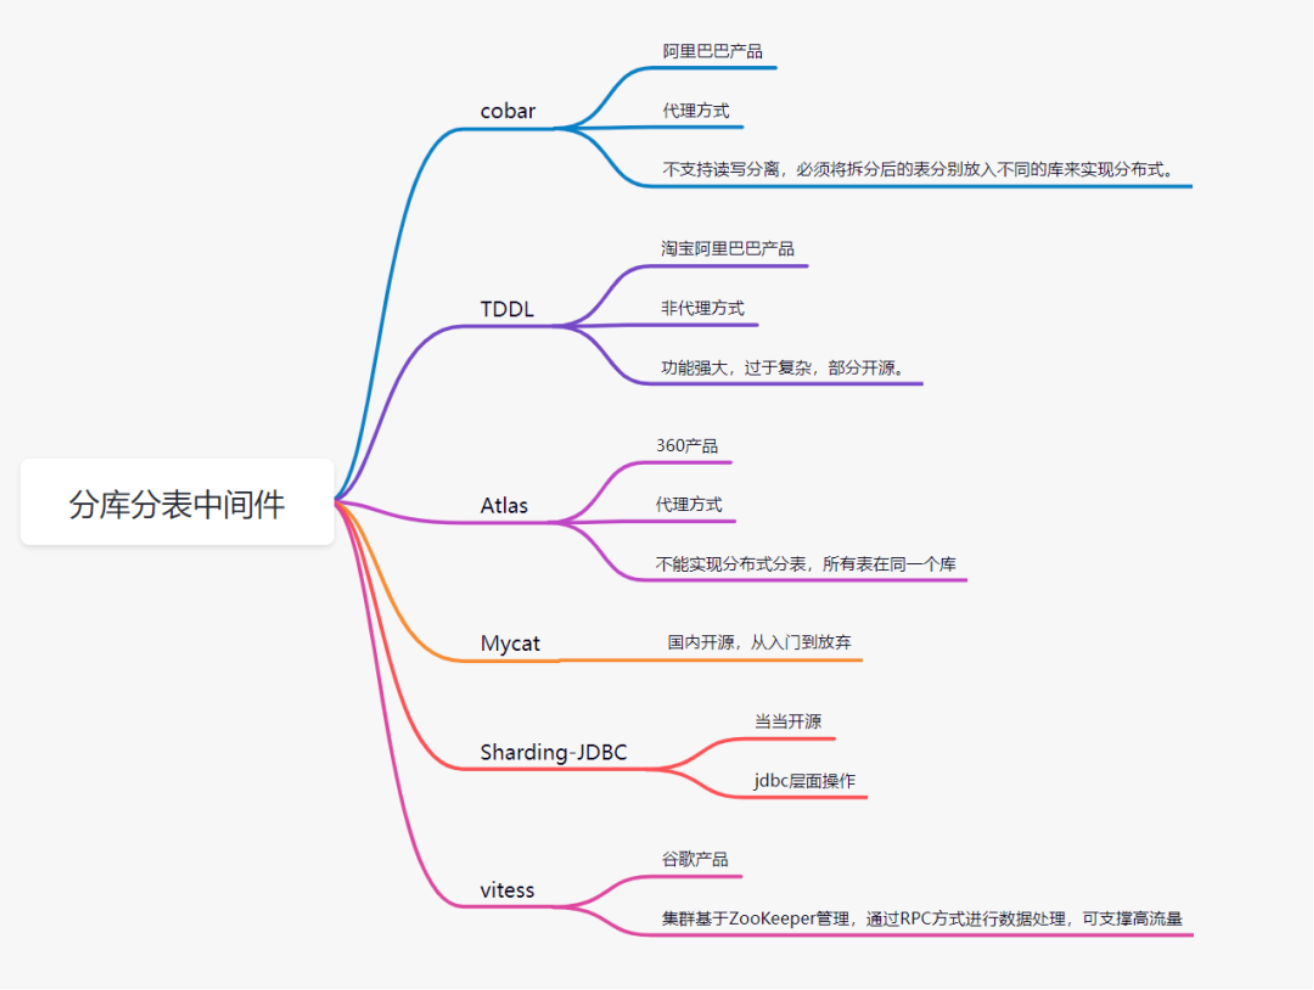 分库分表中间件
cobar
阿里巴巴产品
代理方式
不支持读写分离，必须将拆分后的表分别放入不同的库来实现分布式。
TDDL
淘宝阿里巴巴产品
非代理方式
功能强大，过于复杂，部分开源。
Atlas
360产品
代理方式
不能实现分布式分表，所有表在同一个库
Mycat
国内开源，从入门到放弃
Sharding-JDBC
当当开源
jdbc层面操作
vitess
谷歌产品
集群基于ZooKeeper管理，通过RPC方式进行数据处理，可支撑高流量